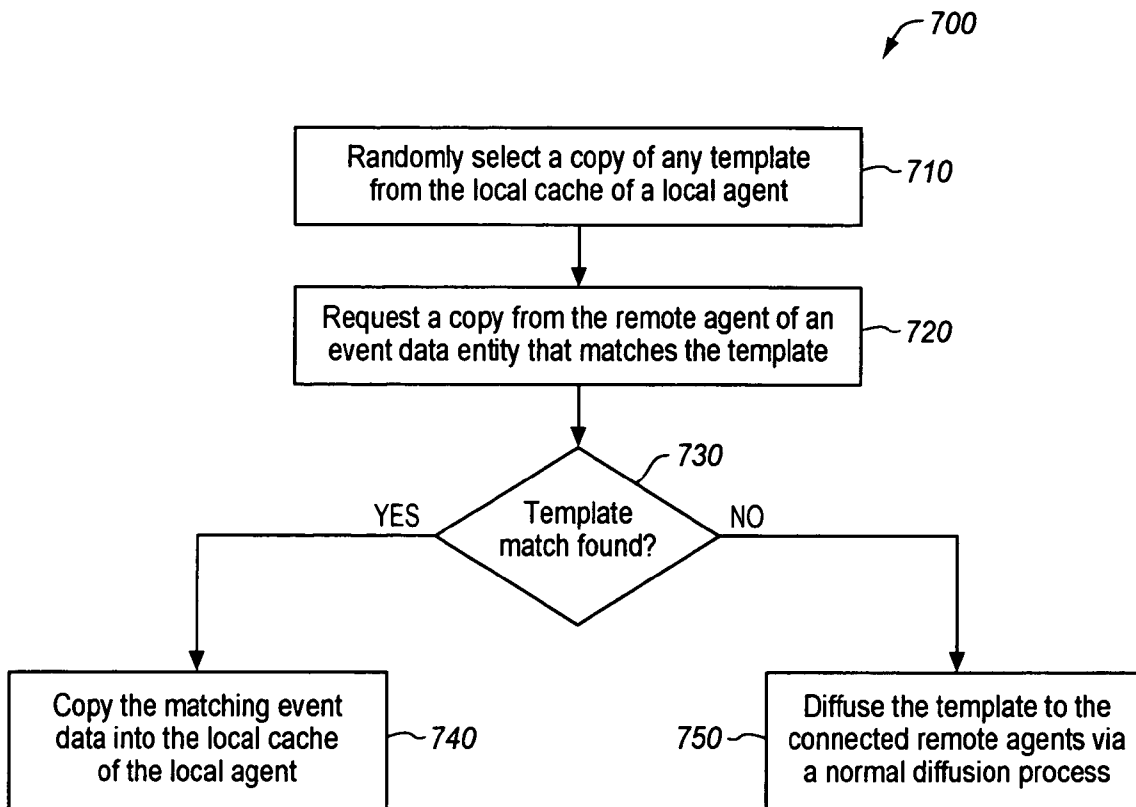 700
Randomly select a copy of any template
from the local cache of a local agent
710
Request a copy from the remote agent of an
event data entity that matches the template
720
730
YES
Template
match found?
NO
Copy the matching event
data into the local cache
of the local agent
740
750
Diffuse the template to the
connected remote agents via
a normal diffusion process